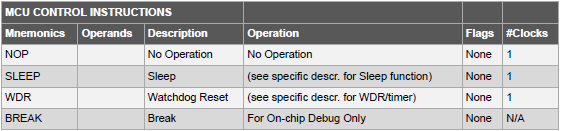 MCU CONTROL INSTRUCTIONS
Mnemonics Operands Description Operation Flags #Clocks
NOP No Operation No Operation None 1
SLEEP Sleep (see specific descr. for Sleep function) None 1
WDR Watchdog Reset (see specific descr. for WDR/timer) None 1
BREAK Break For On-chip Debug Only None N/A